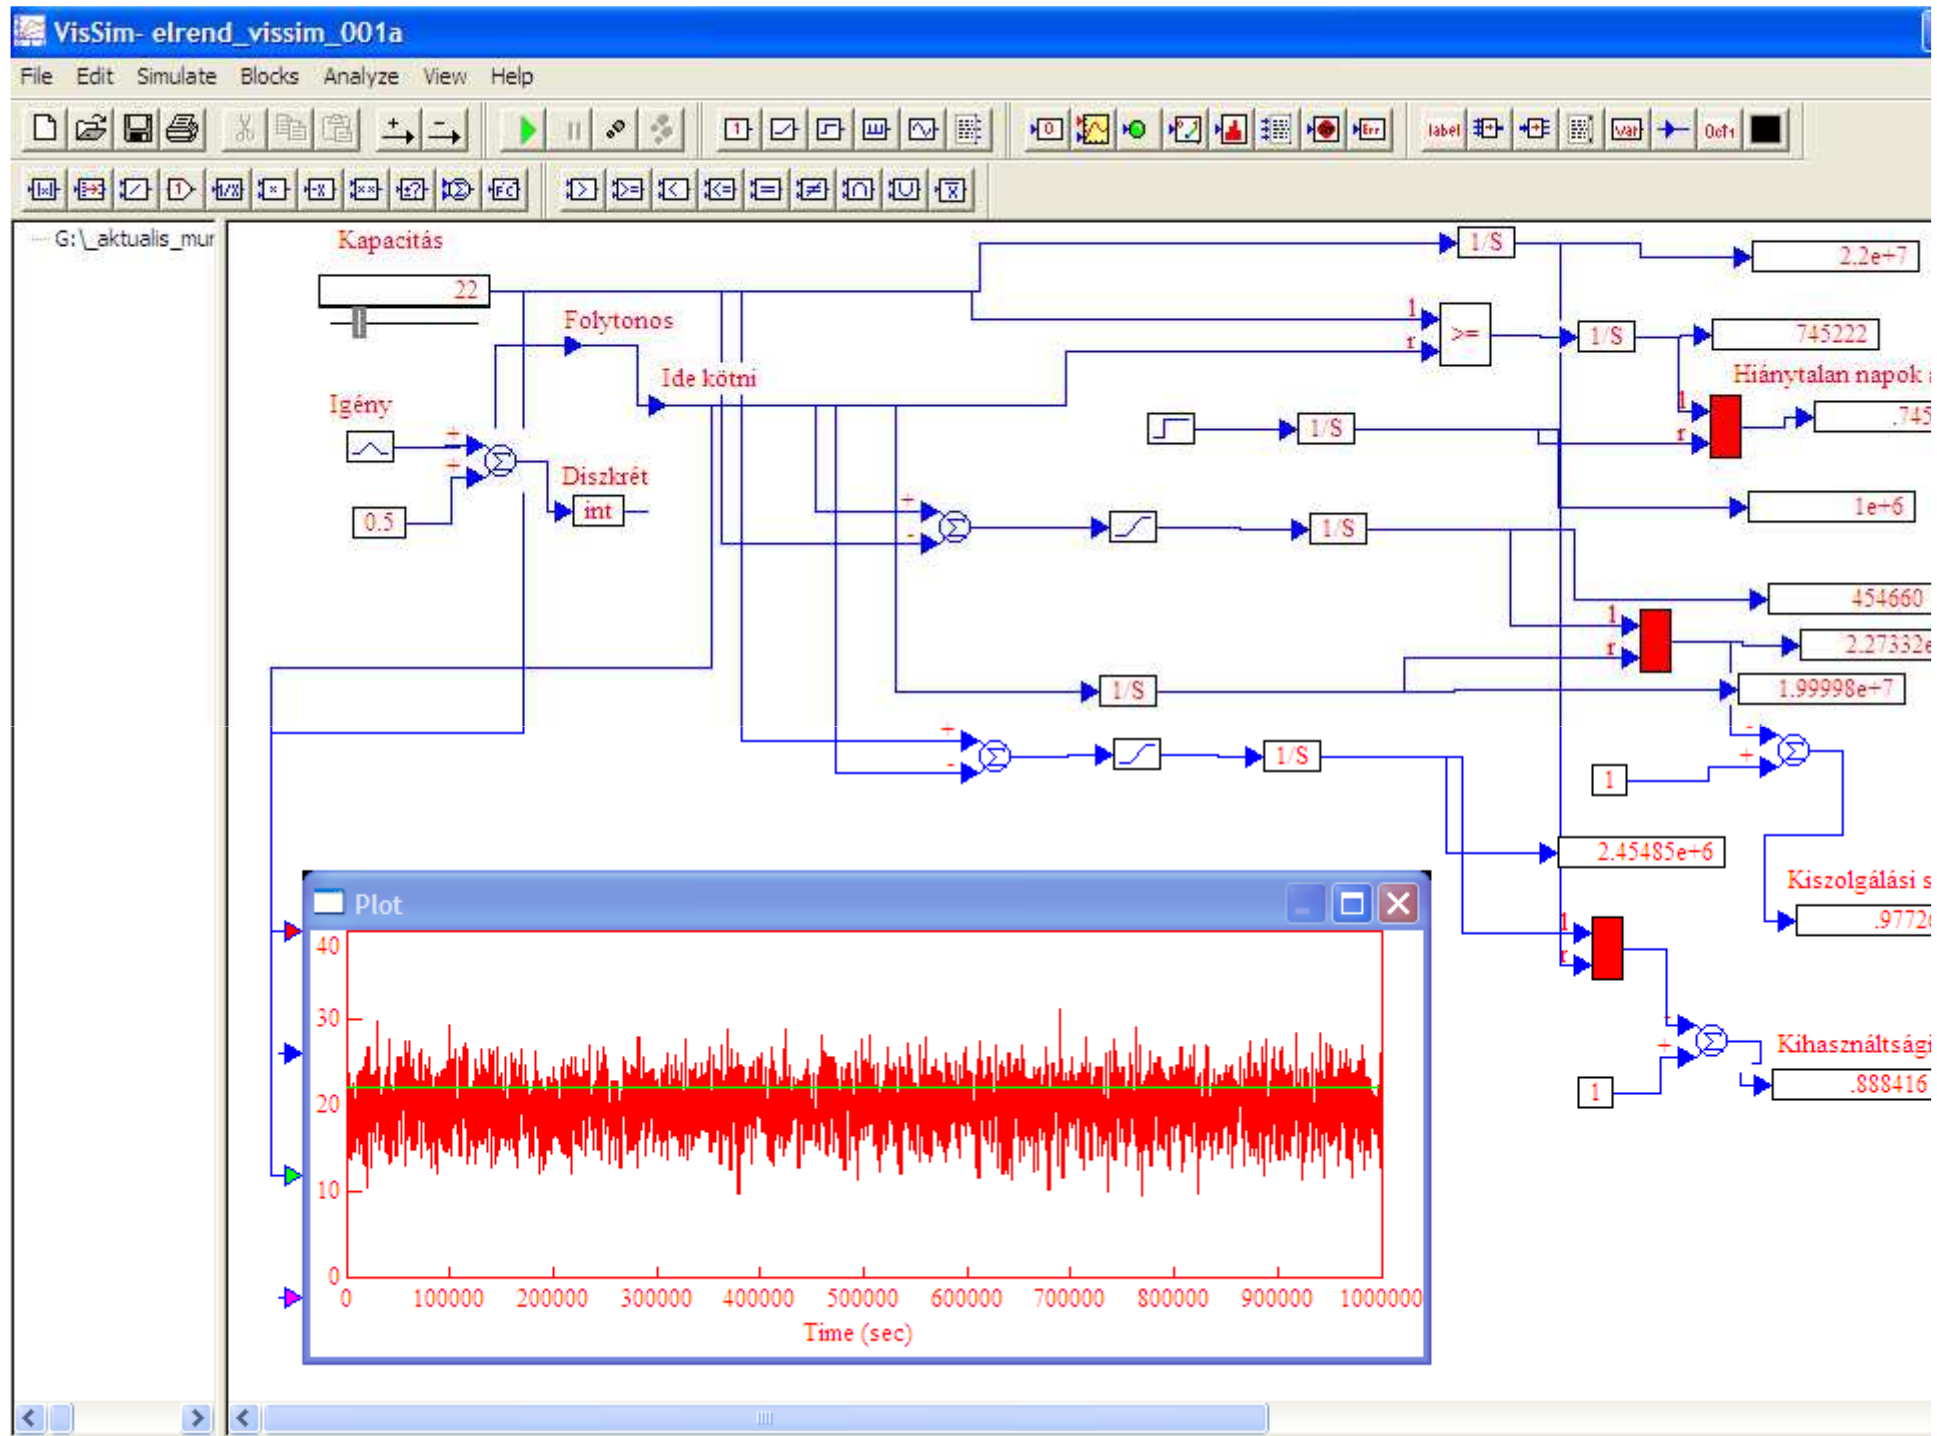 VisSim- elrend_vissim_001a
File Edit Simulate Blocks Analyze View Help
label var
G:\_aktualis_mur
Kapacitás
22
Folytonos
Ide kötni
Igény
0.5
Diszkrét
int
1/S
2.2e+7
l
r
>=
1/S
745222
Hiánytalan napok
l
r
.745
1/S
1e+6
+
+
+
-
1/S
454660
l
r
2.27332e
1/S
1.99998e+7
+
-
1/S
-
+
1
2.45485e+6
Kiszolgálási s
.9772
l
r
-
+
1
Kihasználtsági
.888416
Plot
40
30
20
10
0
0 100000 200000 300000 400000 500000 600000 700000 800000 900000 1000000
Time (sec)